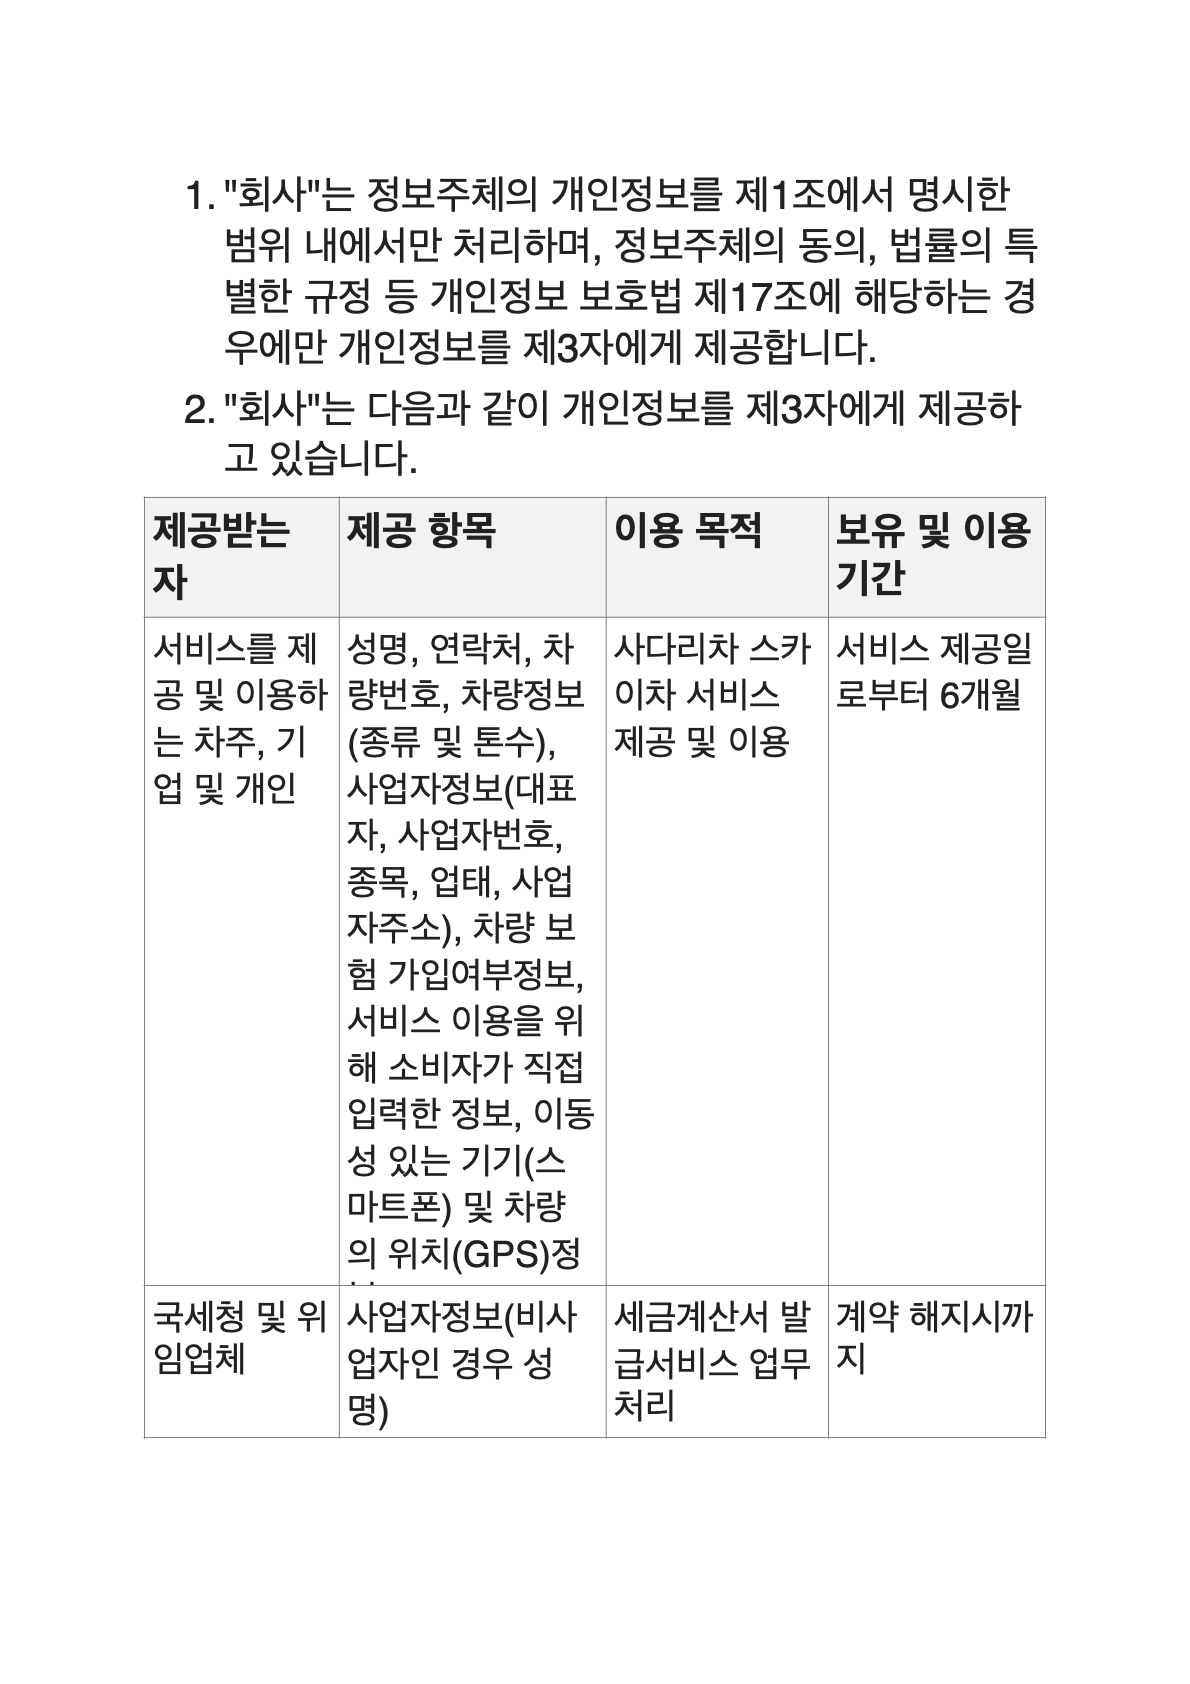 1. "회사"는 정보주체의 개인정보를 제1조에서 명시한
범위 내에서만 처리하며, 정보주체의 동의, 법률의 특
별한 규정 등 개인정보 보호법 제17조에 해당하는 경
우에만 개인정보를 제3자에게 제공합니다.
2. "회사"는 다음과 같이 개인정보를 제3자에게 제공하
고 있습니다.
제공받는
자
제공 항목
이용 목적
보유 및 이용
기간
서비스를 제
공 및 이용하
는 차주, 기
업 및 개인
성명, 연락처, 차
량번호, 차량정보
(종류 및 톤수),
사업자정보(대표
자, 사업자번호,
종목, 업태, 사업
자주소), 차량 보
험 가입여부정보,
서비스 이용을 위
해 소비자가 직접
입력한 정보, 이동
성 있는 기기(스
마트폰) 및 차량
의 위치(GPS)정
사다리차 스카
이차 서비스
제공 및 이용
서비스 제공일
로부터 6개월
국세청 및 위
임업체
사업자정보(비사
업자인 경우 성
명)
세금계산서 발
급서비스 업무
처리
계약 해지시까
지